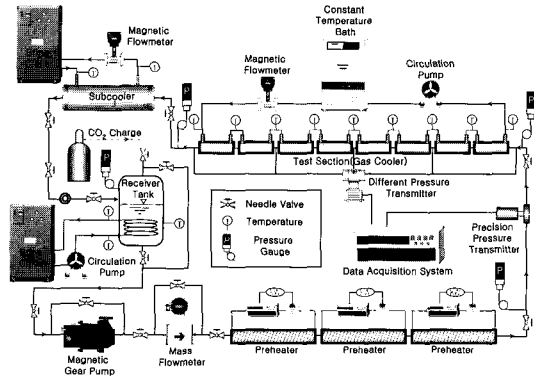 Magnetic
Flowmeter
Constant
Temperature
Bath
Magnetic
Flowmeter
Circulation
Pump
Subcooler
CO₂ Charge
Test Section(Gas Cooler)
Different Pressure
Transmitter
Receiver
Tank
Needle Valve
Temperature
Pressure
Gauge
Data Acquisition System
Precision
Pressure
Transmitter
Circulation
Pump
Magnetic
Gear Pump
Mass
Flowmeter
Preheater
Preheater
Preheater
T
P